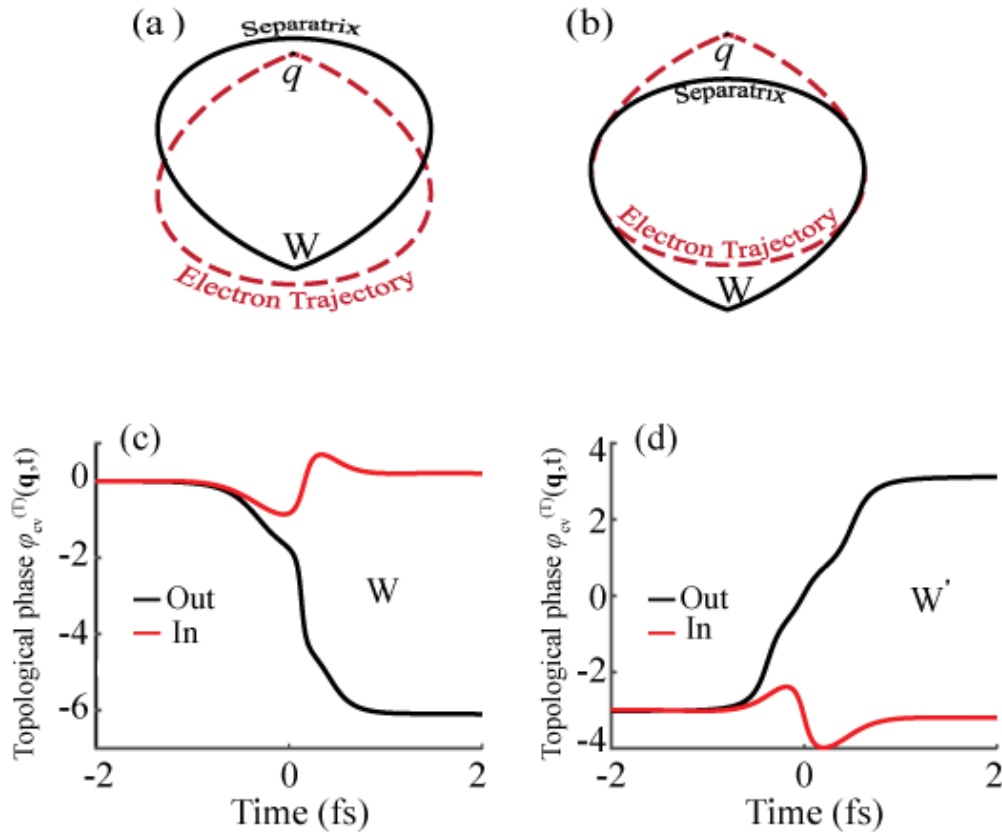 (a )
Separatrix
q
W
Electron Trajectory
(b)
q
Separatrix
Electron Trajectory
W
(c)
Topological phase φcv(T)(q,t)
0
-2
-4
-6
Out
In
W
-2
0
2
Time (fs)
(d)
Topological phase φcv(T)(q,t)
4
2
0
-2
-4
Out
In
W'
-2
0
2
Time (fs)